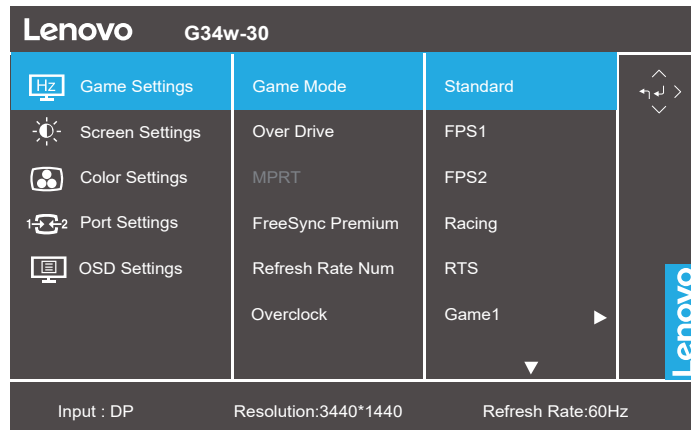 Lenovo G34w-30
Hz Game Settings Game Mode Standard
Screen Settings Over Drive FPS1
Color Settings MPRT FPS2
1 2 Port Settings FreeSync Premium Racing
OSD Settings Refresh Rate Num RTS
Overclock Game1
Lenovo
Input : DP Resolution:3440*1440 Refresh Rate:60Hz